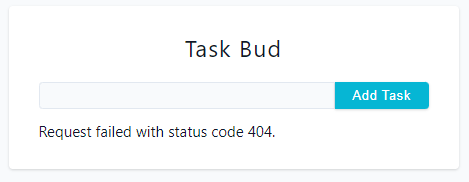 Task Bud
Add Task
Request failed with status code 404.